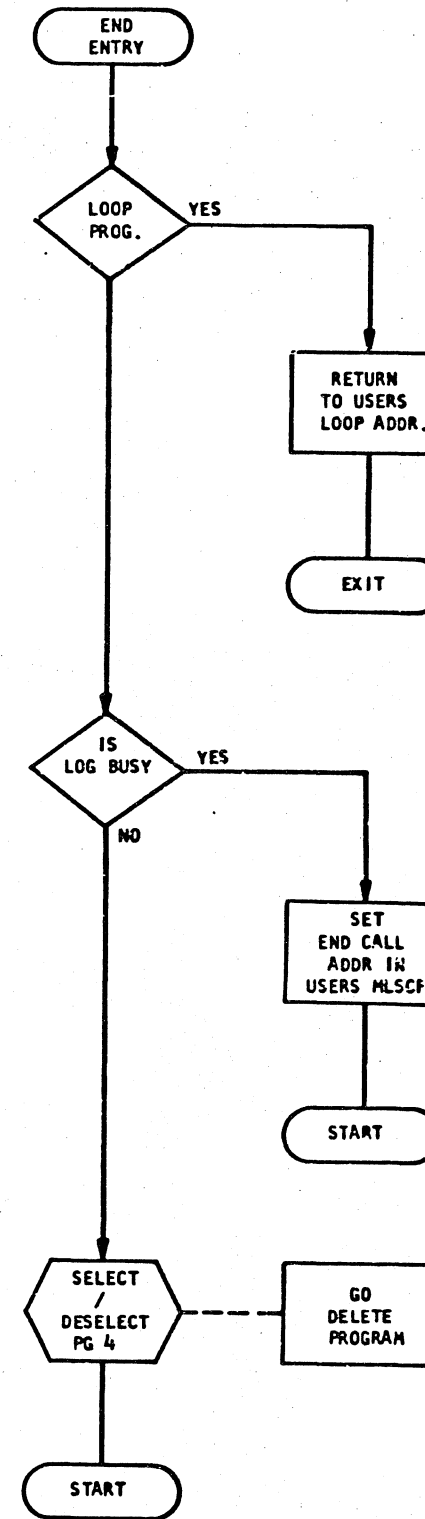 END
ENTRY
LOOP
PROG.
YES
RETURN
TO USERS
LOOP ADDR.
EXIT
IS
LOG BUSY
YES
NO
SET
END CALL
ADDR IN
USERS
START
SELECT
/
DESELECT
PG 4
GO
DELETE
PROGRAM
START